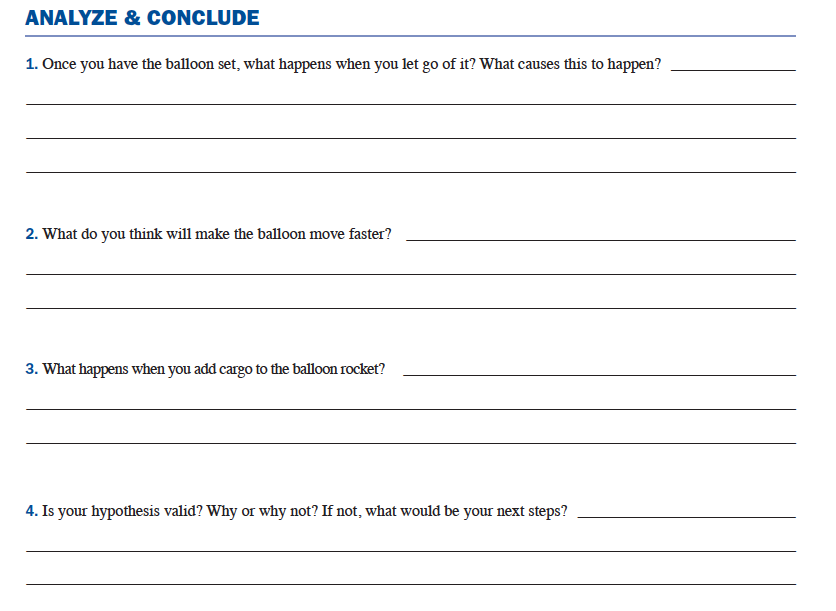 ANALYZE & CONCLUDE
1. Once you have the balloon set, what happens when you let go of it? What causes this to happen?
2. What do you think will make the balloon move faster?
3. What happens when you add cargo to the balloon rocket?
4. Is your hypothesis valid? Why or why not? If not, what would be your next steps?